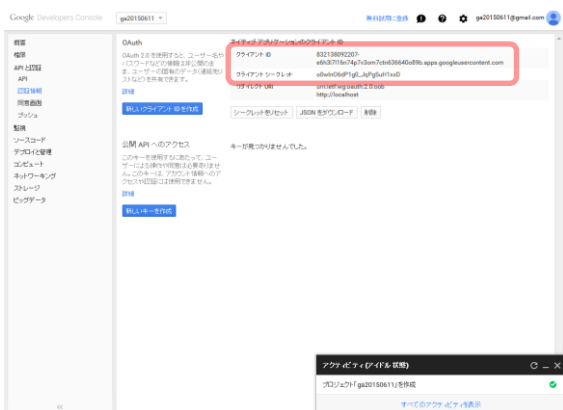 Google Developers Console
ga20150611
無料試用に登録
ga20150611@gmail.com
概要
権限
API と認証
API
認証情報
同意画面
プッシュ
監視
ソースコード
デプロイと管理
コンピュート
ネットワーキング
ストレージ
ビッグデータ
OAuth
OAuth 2.0 を使用すると、ユーザー名や
パスワードなどの情報は非公開のま
ま、ユーザーの固有のデータ(連絡先リ
ストなど)を共有できます。
詳細
新しいクライアント ID を作成
公開 API へのアクセス
このキーを使用するにあたって、ユー
ザーによる操作や同意は必要ありませ
ん。このキーは、アカウント情報へのア
クセスや認証には使用できません。
詳細
新しいキーを作成
ネイティブ アプリケーションのクライアント ID
クライアント ID
832138092207-
apps.googleusercontent.com
クライアント シークレット
リダイレクト URI
urn:ietf:wg:oauth:2.0:oob
http://localhost
シークレットをリセット
JSON をダウンロード
削除
キーが見つかりませんでした。
アクティビティ(アイドル状態)
プロジェクト「ga20150611」を作成
すべてのアクティビティを表示